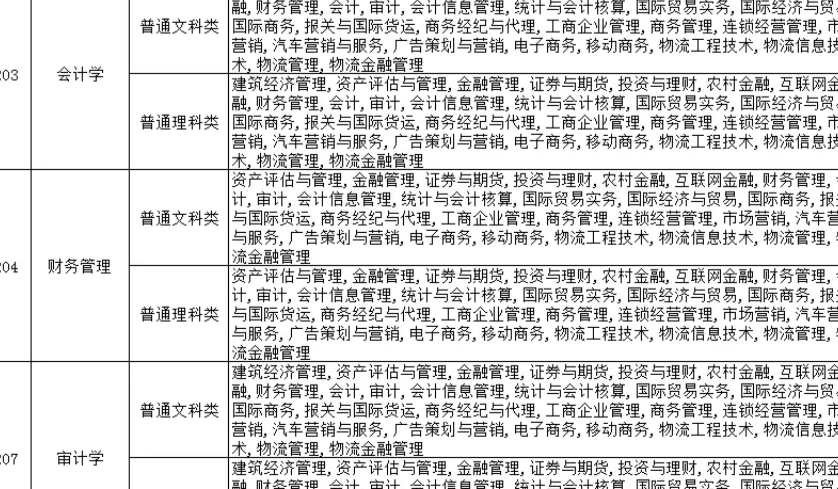 融, 财务管理, 会计, 审计, 会计信息管理, 统计与会计核算, 国际贸易实务, 国际经济与贸
普通文科类
国际商务, 报关与国际货运, 商务经纪与代理, 工商企业管理, 商务管理, 连锁经营管理, 市
营销, 汽车营销与服务, 广告策划与营销, 电子商务, 移动商务, 物流工程技术, 物流信息技
术, 物流管理, 物流金融管理
203
会计学
建筑经济管理, 资产评估与管理, 金融管理, 证券与期货, 投资与理财, 农村金融, 互联网金
融, 财务管理, 会计, 审计, 会计信息管理, 统计与会计核算, 国际贸易实务, 国际经济与贸
普通理科类
国际商务, 报关与国际货运, 商务经纪与代理, 工商企业管理, 商务管理, 连锁经营管理, 市
营销, 汽车营销与服务, 广告策划与营销, 电子商务, 移动商务, 物流工程技术, 物流信息技
术, 物流管理, 物流金融管理
资产评估与管理, 金融管理, 证券与期货, 投资与理财, 农村金融, 互联网金融, 财务管理,
计, 审计, 会计信息管理, 统计与会计核算, 国际贸易实务, 国际经济与贸易, 国际商务, 报
普通文科类
与国际货运, 商务经纪与代理, 工商企业管理, 商务管理, 连锁经营管理, 市场营销, 汽车营
与服务, 广告策划与营销, 电子商务, 移动商务, 物流工程技术, 物流信息技术, 物流管理,
流金融管理
204
财务管理
资产评估与管理, 金融管理, 证券与期货, 投资与理财, 农村金融, 互联网金融, 财务管理,
计, 审计, 会计信息管理, 统计与会计核算, 国际贸易实务, 国际经济与贸易, 国际商务, 报
普通理科类
与国际货运, 商务经纪与代理, 工商企业管理, 商务管理, 连锁经营管理, 市场营销, 汽车营
与服务, 广告策划与营销, 电子商务, 移动商务, 物流工程技术, 物流信息技术, 物流管理,
流金融管理
建筑经济管理, 资产评估与管理, 金融管理, 证券与期货, 投资与理财, 农村金融, 互联网金
融, 财务管理, 会计, 审计, 会计信息管理, 统计与会计核算, 国际贸易实务, 国际经济与贸
普通文科类
国际商务, 报关与国际货运, 商务经纪与代理, 工商企业管理, 商务管理, 连锁经营管理, 市
营销, 汽车营销与服务, 广告策划与营销, 电子商务, 移动商务, 物流工程技术, 物流信息技
术, 物流管理, 物流金融管理
207
审计学
建筑经济管理, 资产评估与管理, 金融管理, 证券与期货, 投资与理财, 农村金融, 互联网金
融, 财务管理, 会计, 审计, 会计信息管理, 统计与会计核算, 国际贸易实务, 国际经济与贸